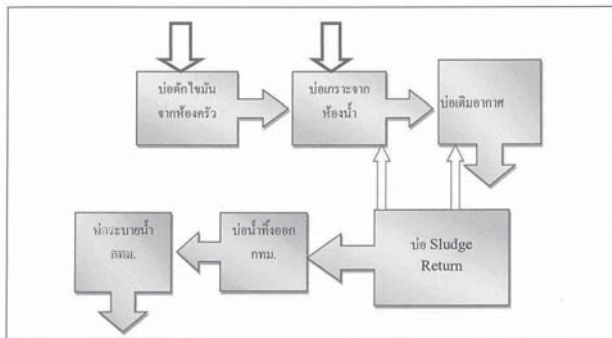 บ่อดักไขมัน
จากห้องครัว
บ่อเกราะจาก
ห้องน้ำ
บ่อเติมอากาศ
ท่อระบายน้ำ
กทม.
บ่อน้ำทิ้งออก
กทม.
บ่อ Sludge
Return